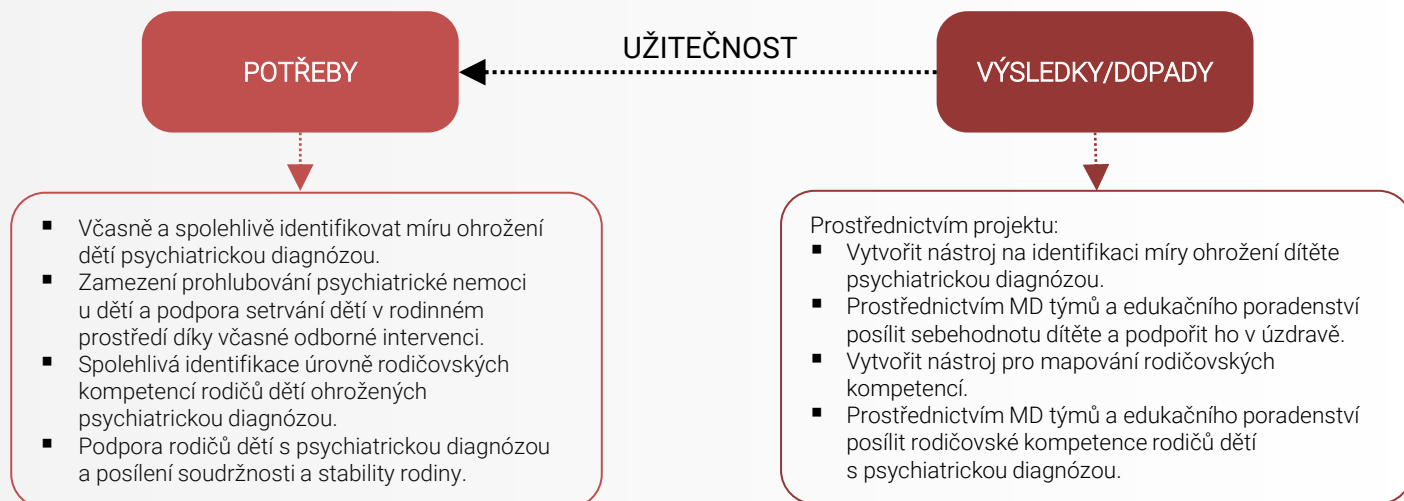 UŽITEČNOST
POTŘEBY
VÝSLEDKY/DOPADY
▪ Včasně a spolehlivě identifikovat míru ohrožení
dětí psychiatrickou diagnózou.
▪ Zamezení prohlubování psychiatrické nemoci
u dětí a podpora setrvání dětí v rodinném
prostředí díky včasné odborné intervenci.
▪ Spolehlivá identifikace úrovně rodičovských
kompetencí rodičů dětí ohrožených
psychiatrickou diagnózou.
▪ Podpora rodičů dětí s psychiatrickou diagnózou
a posílení soudržnosti a stability rodiny.
Prostřednictvím projektu:
▪ Vytvořit nástroj na identifikaci míry ohrožení dítěte
psychiatrickou diagnózou.
▪ Prostřednictvím MD týmů a edukačního poradenství
posílit sebehodnotu dítěte a podpořit ho v úzdravě.
▪ Vytvořit nástroj pro mapování rodičovských
kompetencí.
▪ Prostřednictvím MD týmů a edukačního poradenství
posílit rodičovské kompetence rodičů dětí
s psychiatrickou diagnózou.